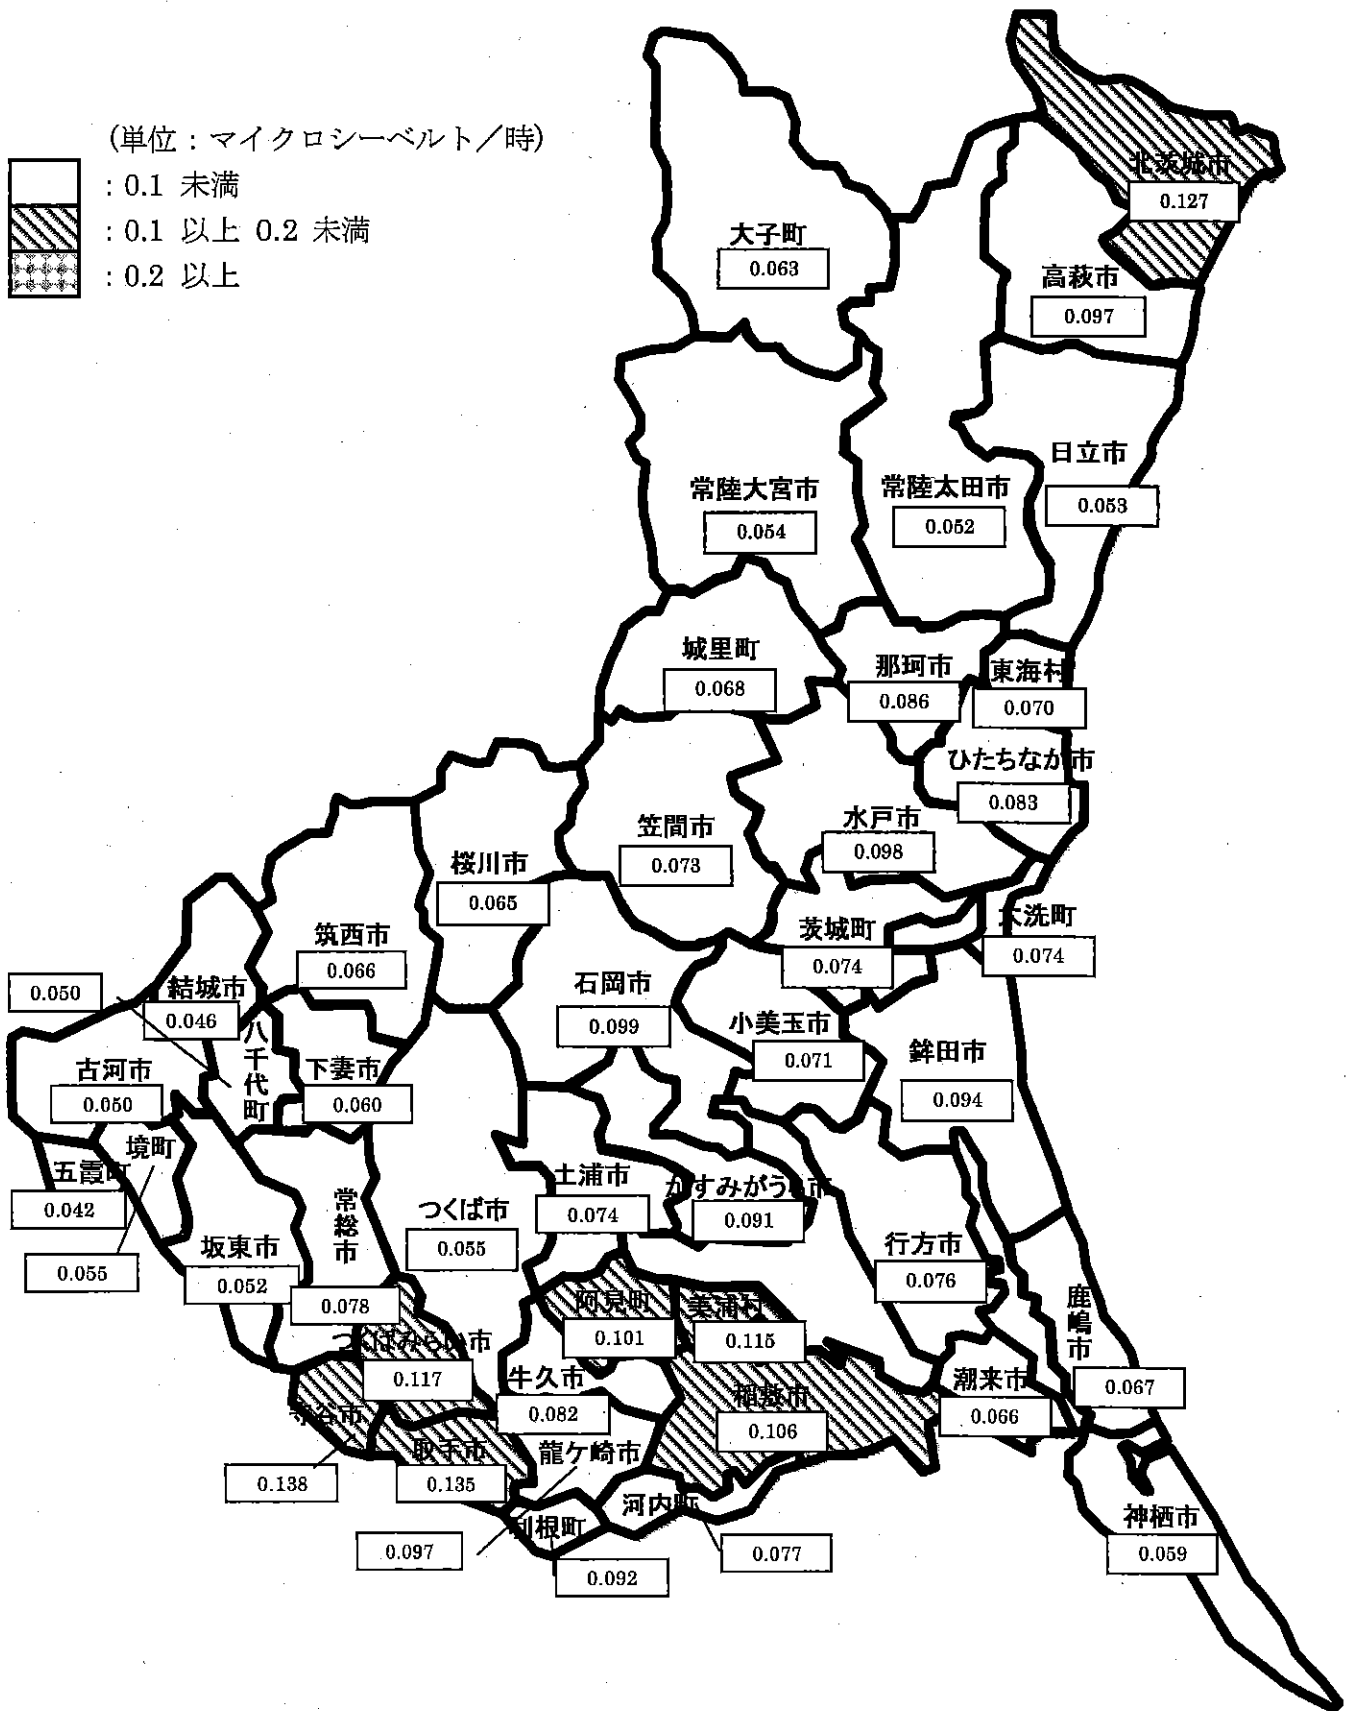 (単位：マイクロシーベルト／時)
：0.1 未満
：0.1 以上 0.2 未満
：0.2 以上
北茨城市
0.127
大子町
0.063
高萩市
0.097
日立市
0.053
常陸大宮市
0.054
常陸太田市
0.052
城里町
0.068
那珂市
0.086
東海村
0.070
ひたちなか市
0.083
笠間市
0.073
水戸市
0.098
桜川市
0.065
筑西市
0.066
茨城町
0.074
大洗町
0.074
結城市
0.046
0.050
石岡市
0.099
小美玉市
0.071
鉾田市
0.094
八千代町
古河市
0.050
下妻市
0.060
境町
五霞町
0.042
0.055
常総市
0.078
坂東市
0.052
つくば市
0.055
土浦市
0.074
かすみがうら市
0.091
行方市
0.076
阿見町
0.101
美浦村
0.115
鹿嶋市
0.067
つくばみらい市
0.117
牛久市
0.082
稲敷市
0.106
潮来市
0.066
守谷市
0.138
取手市
0.135
龍ケ崎市
0.097
利根町
0.092
河内町
0.077
神栖市
0.059